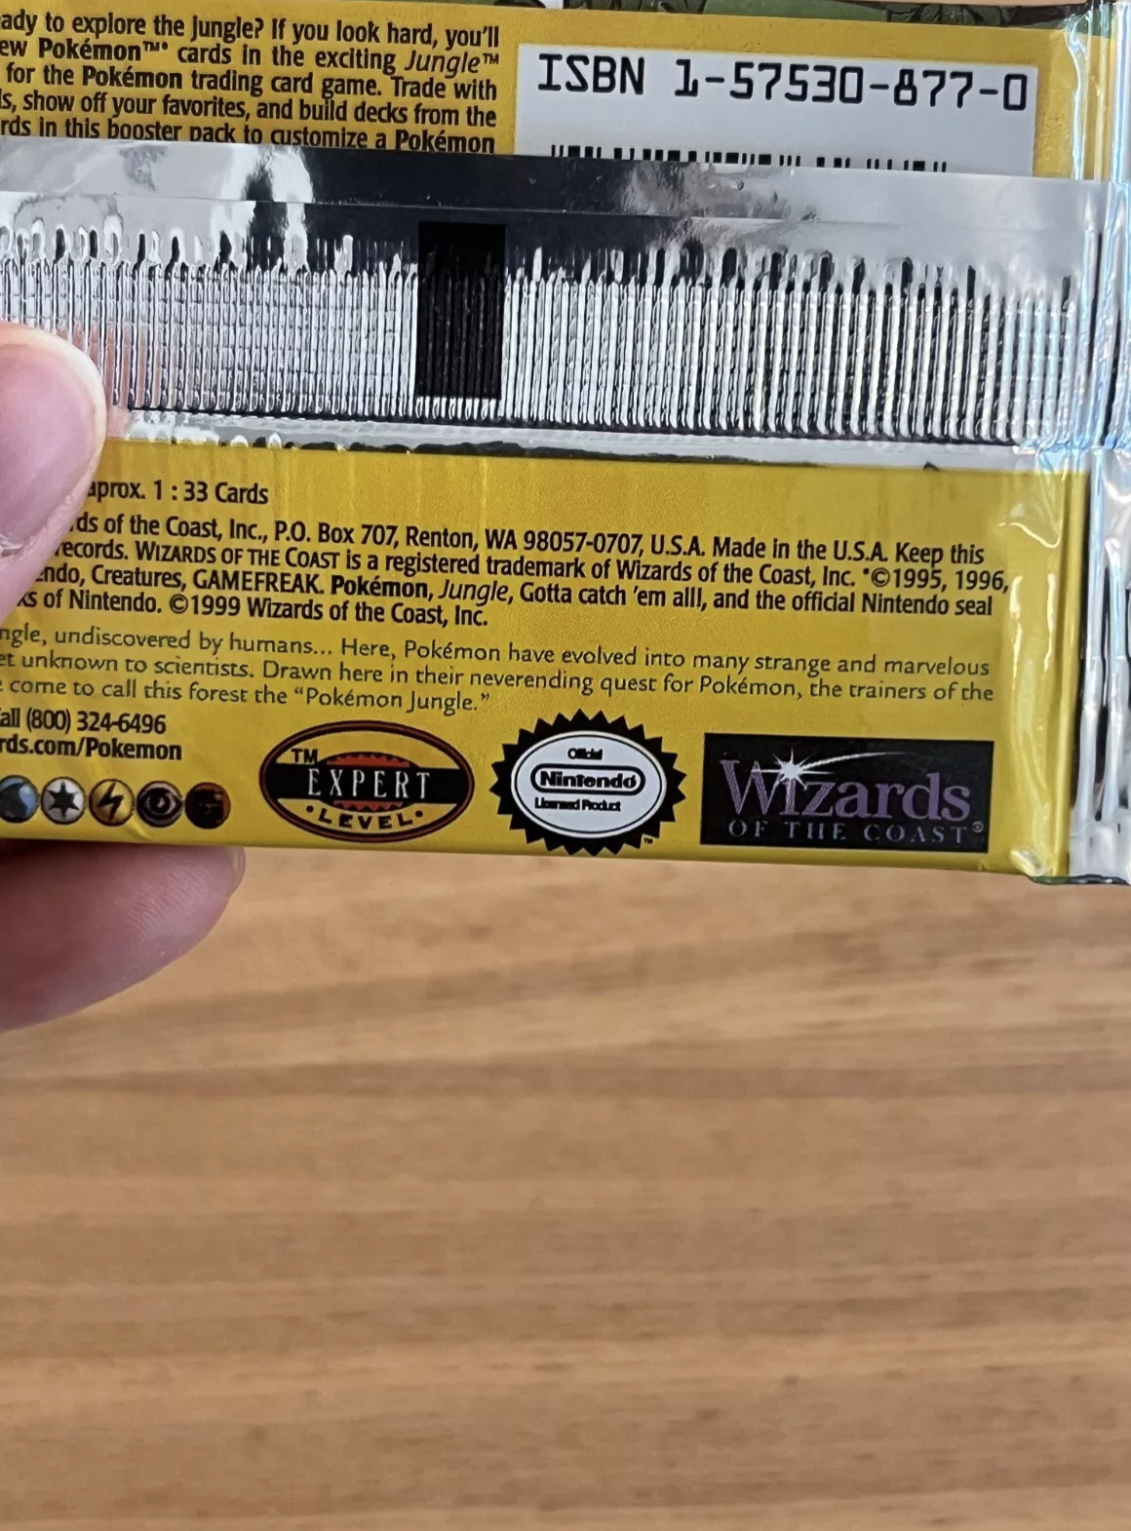 ady to explore the Jungle? If you look hard, you'll
ew Pokémon™* cards in the exciting Jungle™
for the Pokémon trading card game. Trade with
s, show off your favorites, and build decks from the
rds in this booster pack to customize a Pokémon
ISBN 1-57530-877-0
aprox. 1 : 33 Cards
ds of the Coast, Inc., P.O. Box 707, Renton, WA 98057-0707, U.S.A. Made in the U.S.A. Keep this
records. WIZARDS OF THE COAST is a registered trademark of Wizards of the Coast, Inc. *©1995, 1996,
endo, Creatures, GAMEFREAK. Pokémon, Jungle, Gotta catch 'em all!, and the official Nintendo seal
ks of Nintendo. ©1999 Wizards of the Coast, Inc.
ngle, undiscovered by humans... Here, Pokémon have evolved into many strange and marvelous
et unknown to scientists. Drawn here in their neverending quest for Pokémon, the trainers of the
come to call this forest the “Pokémon Jungle.”
all (800) 324-6496
rds.com/Pokemon
TM
EXPERT
•LEVEL•
Official
Nintendo
Licensed Product
™
Wizards
OF THE COAST®